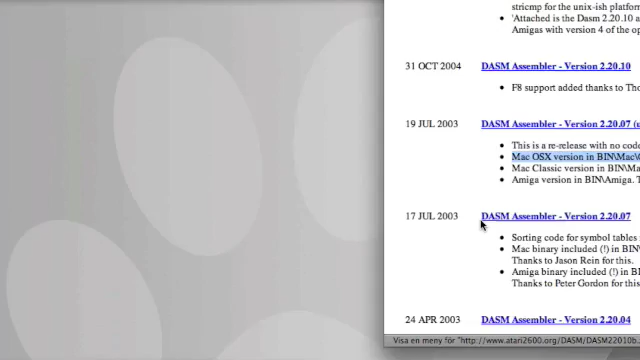 stricmp for the unix-ish platform
'Attached is the Dasm 2.20.10 a
Amigas with version 4 of the op
31 OCT 2004 DASM Assembler - Version 2.20.10
F8 support added thanks to Tho
19 JUL 2003 DASM Assembler - Version 2.20.07 (u
This is a re-release with no code
Mac OSX version in BIN\Mac\
Mac Classic version in BIN\Ma
Amiga version in BIN\Amiga. T
17 JUL 2003 DASM Assembler - Version 2.20.07
Sorting code for symbol tables
Mac binary included (!) in BIN\
Thanks to Jason Rein for this.
Amiga binary included (!) in B
Thanks to Peter Gordon for this
24 APR 2003 DASM Assembler - Version 2.20.04
Visa en meny för "http://www.atari2600.org/DASM/DASM22010b